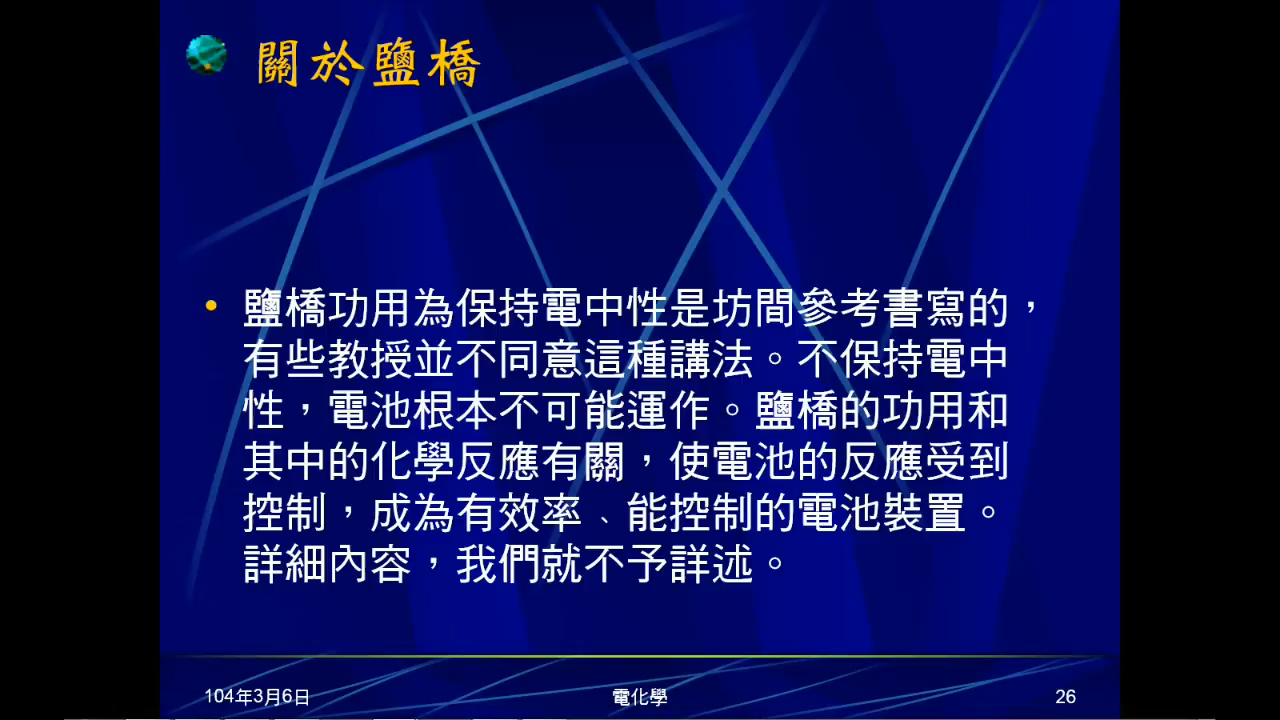 關於鹽橋
• 鹽橋功用為保持電中性是坊間參考書寫的，
有些教授並不同意這種講法。不保持電中
性，電池根本不可能運作。鹽橋的功用和
其中的化學反應有關，使電池的反應受到
控制，成為有效率﹑能控制的電池裝置。
詳細內容，我們就不予詳述。
104年3月6日
電化學
26